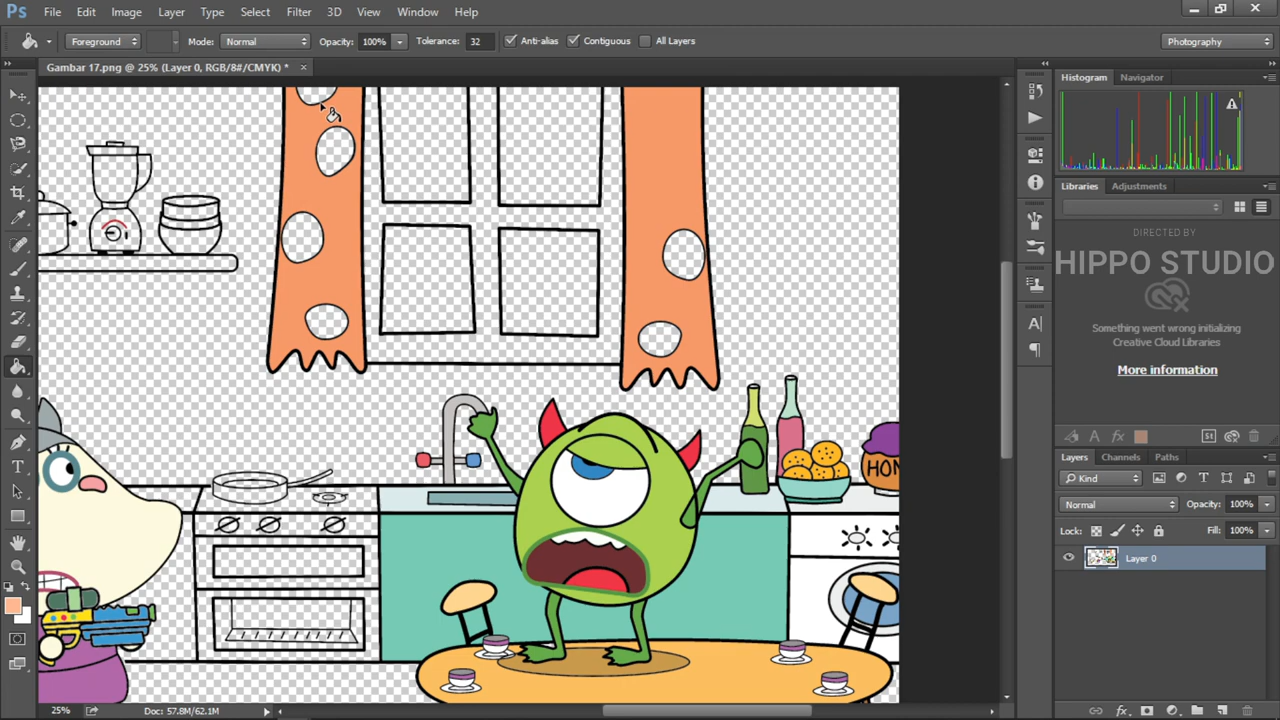 Ps File Edit Image Layer Type Select Filter 3D View Window Help
Foreground Mode: Normal Opacity: 100% Tolerance: 32 Anti-alias Contiguous All Layers Photography
Gambar 17.png @ 25% (Layer 0, RGB/8#/CMYK) * ×
Histogram Navigator
Libraries Adjustments
DIRECTED BY
HIPPO STUDIO
Something went wrong initializing
Creative Cloud Libraries
More information
St
Layers Channels Paths
Kind
Normal Opacity: 100%
Lock: Fill: 100%
Layer 0
HON
25% Doc: 57.8M/62.1M